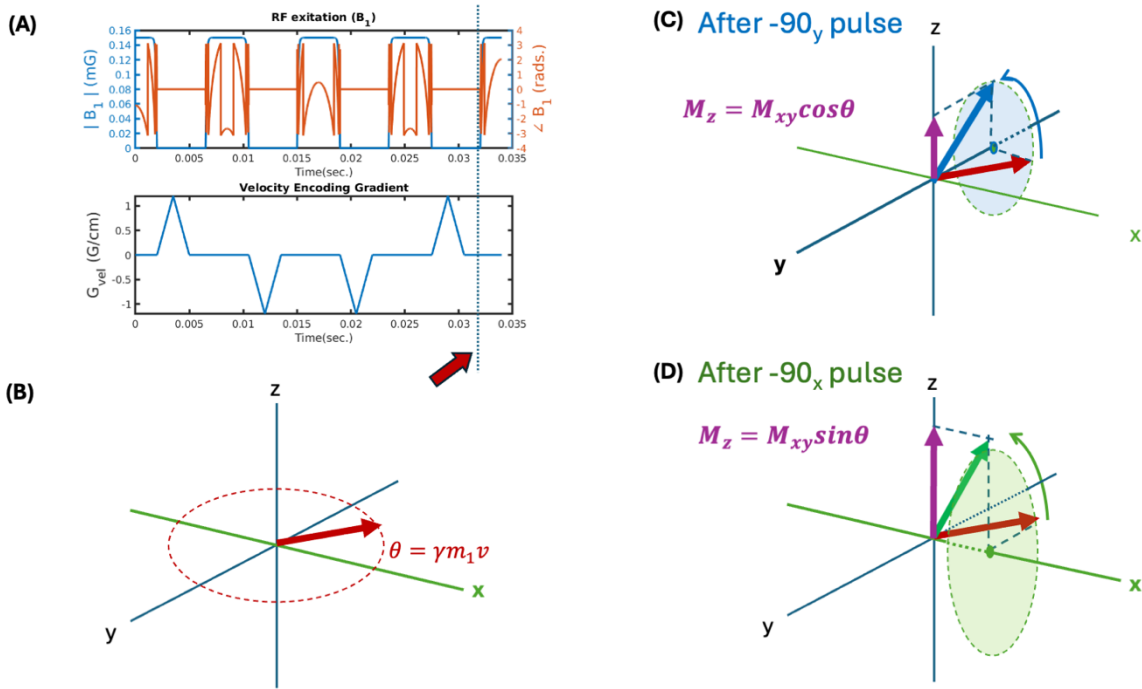 (A)
RF exitation (B1)
| B1 | (mG)
0.16
0.14
0.12
0.1
0.08
0.06
0.04
0.02
0
4
3
2
1
0
-1
-2
-3
-4
∠ B1 (rads.)
0 0.005 0.01 0.015 0.02 0.025 0.03 0.035
Time(sec.)
Velocity Encoding Gradient
Gvel (G/cm)
1
0.5
0
-0.5
-1
0 0.005 0.01 0.015 0.02 0.025 0.03 0.035
Time(sec.)
(B)
z
θ = γm1v
x
y
(C) After -90y pulse
z
Mz = Mxycosθ
x
y
(D) After -90x pulse
z
Mz = Mxysinθ
x
y